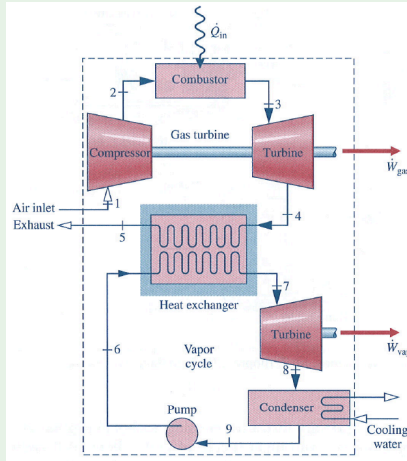 Q̇in
Combustor
2
3
Gas turbine
Compressor
Turbine
Ẇgas
Air inlet
1
4
Exhaust
5
Heat exchanger
7
Turbine
6
Vapor
cycle
Ẇvap
8
Pump
Condenser
9
Cooling
water